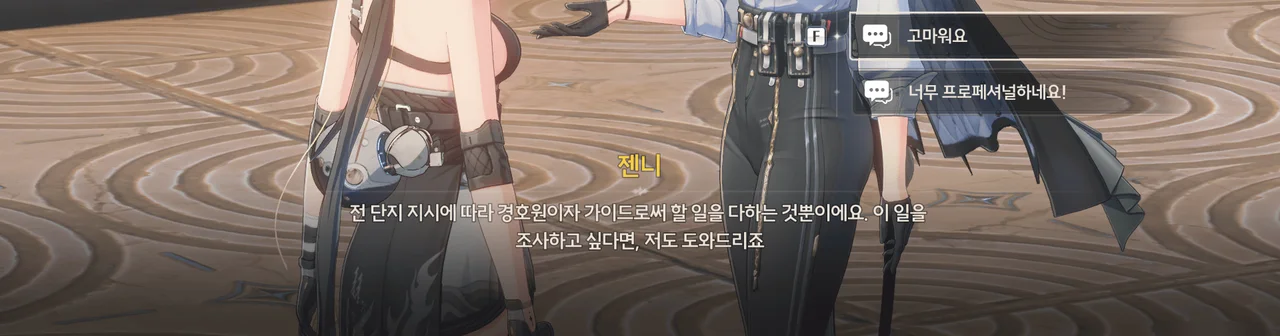 F
고마워요
너무 프로페셔널하네요!
젠니
전 단지 지시에 따라 경호원이자 가이드로써 할 일을 다하는 것뿐이에요. 이 일을
조사하고 싶다면, 저도 도와드리죠